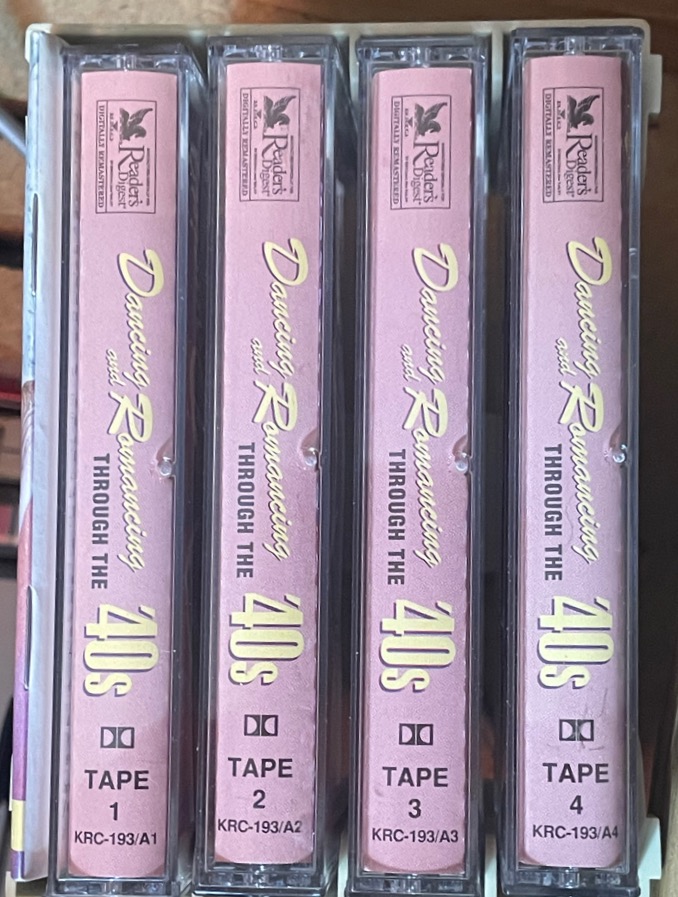 Reader's
Digest
DIGITALLY REMASTERED
Dancing
and Romancing
THROUGH THE
'40s
TAPE
1
KRC-193/A1
Reader's
Digest
DIGITALLY REMASTERED
Dancing
and Romancing
THROUGH THE
'40s
TAPE
2
KRC-193/A2
Reader's
Digest
DIGITALLY REMASTERED
Dancing
and Romancing
THROUGH THE
'40s
TAPE
3
KRC-193/A3
Reader's
Digest
DIGITALLY REMASTERED
Dancing
and Romancing
THROUGH THE
'40s
TAPE
4
KRC-193/A4